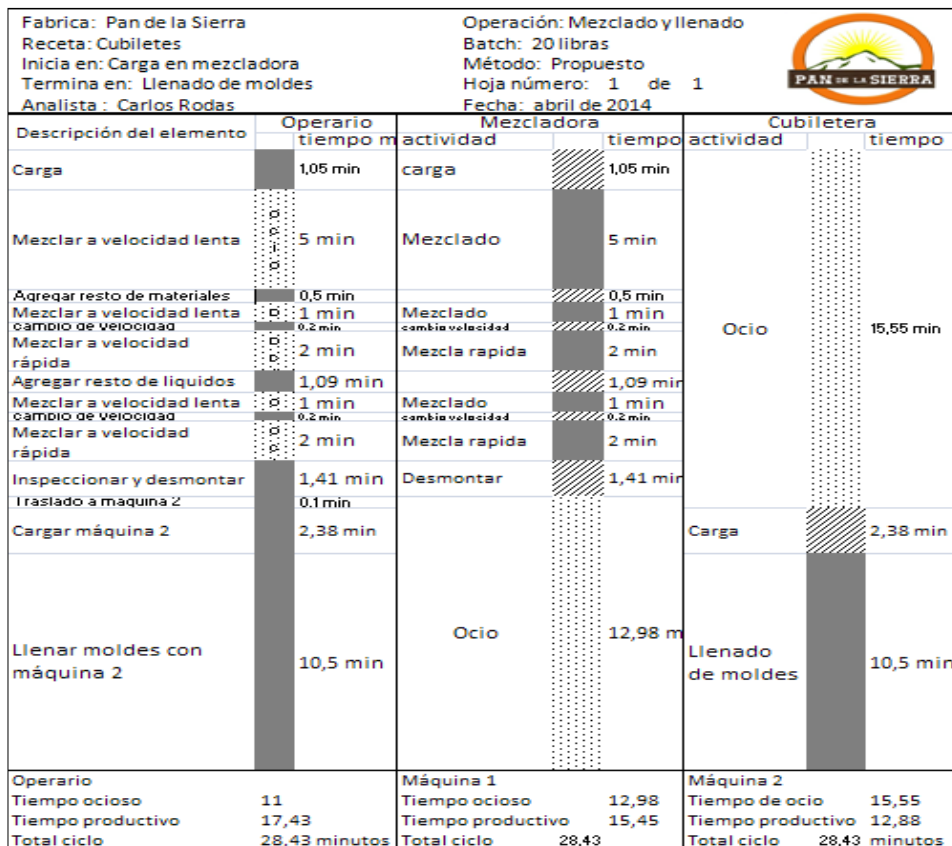 Fabrica: Pan de la Sierra Operación: Mezclado y llenado
Receta: Cubiletes Batch: 20 libras
Inicia en: Carga en mezcladora Método: Propuesto
Termina en: Llenado de moldes Hoja número: 1 de 1
Analista : Carlos Rodas Fecha: abril de 2014
PAN DE LA SIERRA
Descripción del elemento Operario Mezcladora Cubiletera
tiempo m actividad tiempo actividad tiempo
Carga 1,05 min carga 1,05 min
Mezclar a velocidad lenta 5 min Mezclado 5 min
Agregar resto de materiales 0,5 min 0,5 min
Mezclar a velocidad lenta 1 min Mezclado 1 min
cambio de velocidad 0.2 min cambio velocidad 0.2 min
Ocio 15,55 min
Mezclar a velocidad
rápida 2 min Mezcla rapida 2 min
Agregar resto de liquidos 1,09 min 1,09 min
Mezclar a velocidad lenta 1 min Mezclado 1 min
cambio de velocidad 0.2 min cambio velocidad 0.2 min
Mezclar a velocidad
rápida 2 min Mezcla rapida 2 min
Inspeccionar y desmontar 1,41 min Desmontar 1,41 min
Traslado a maquina 2 0.1 min
Cargar máquina 2 2,38 min Carga 2,38 min
Ocio 12,98 m
Llenar moldes con
máquina 2 10,5 min
Llenado
de moldes 10,5 min
Operario Máquina 1 Máquina 2
Tiempo ocioso 11 Tiempo ocioso 12,98 Tiempo de ocio 15,55
Tiempo productivo 17,43 Tiempo productivo 15,45 Tiempo productivo 12,88
Total ciclo 28,43 minutos Total ciclo 28,43 Total ciclo 28,43 minutos